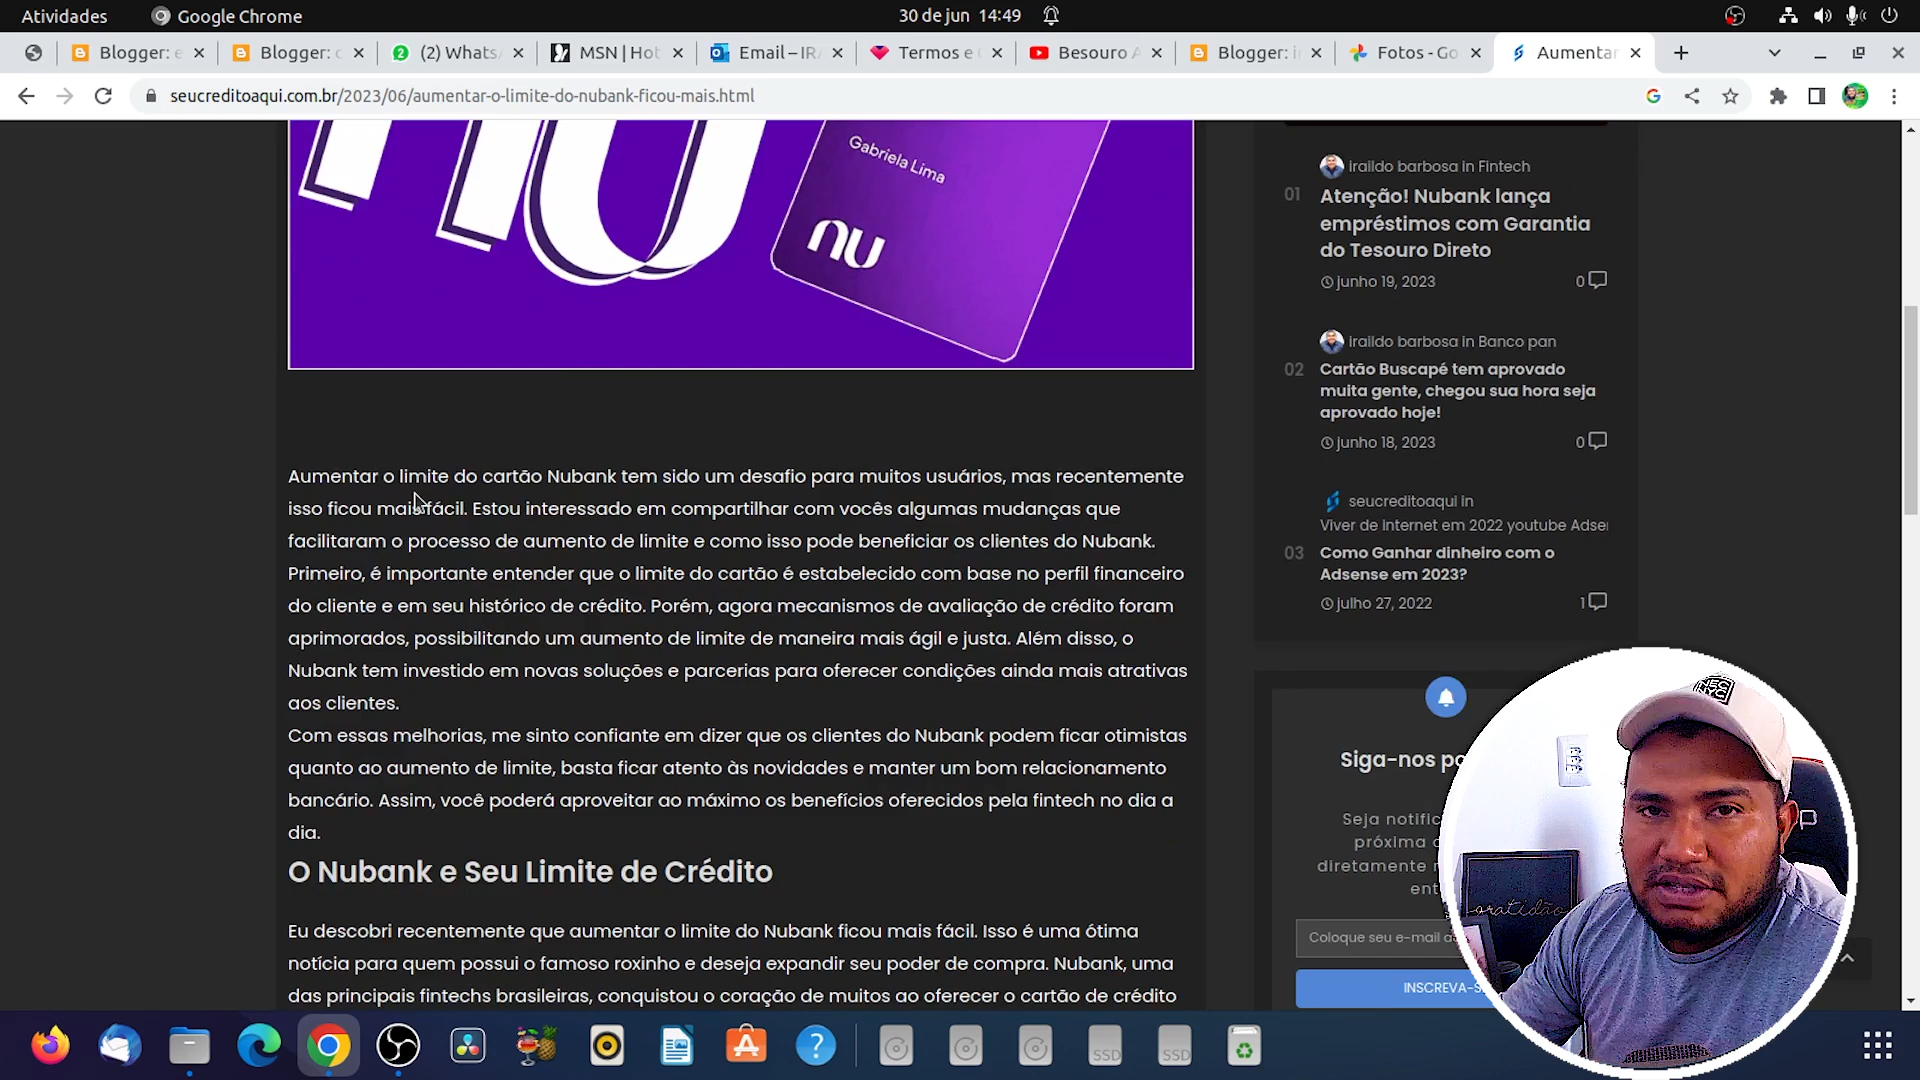 Atividades
Google Chrome
30 de jun 14:49
Blogger: e
Blogger: c
(2) Whats
MSN | Hot
Email – IRA
Termos e
Besouro A
Blogger: i
Fotos - Go
Aumentar
seucreditoaqui.com.br/2023/06/aumentar-o-limite-do-nubank-ficou-mais.html
nu
Gabriela Lima
nu
Aumentar o limite do cartão Nubank tem sido um desafio para muitos usuários, mas recentemente
isso ficou mais fácil. Estou interessado em compartilhar com vocês algumas mudanças que
facilitaram o processo de aumento de limite e como isso pode beneficiar os clientes do Nubank.
Primeiro, é importante entender que o limite do cartão é estabelecido com base no perfil financeiro
do cliente e em seu histórico de crédito. Porém, agora mecanismos de avaliação de crédito foram
aprimorados, possibilitando um aumento de limite de maneira mais ágil e justa. Além disso, o
Nubank tem investido em novas soluções e parcerias para oferecer condições ainda mais atrativas
aos clientes.
Com essas melhorias, me sinto confiante em dizer que os clientes do Nubank podem ficar otimistas
quanto ao aumento de limite, basta ficar atento às novidades e manter um bom relacionamento
bancário. Assim, você poderá aproveitar ao máximo os benefícios oferecidos pela fintech no dia a
dia.
O Nubank e Seu Limite de Crédito
Eu descobri recentemente que aumentar o limite do Nubank ficou mais fácil. Isso é uma ótima
notícia para quem possui o famoso roxinho e deseja expandir seu poder de compra. Nubank, uma
das principais fintechs brasileiras, conquistou o coração de muitos ao oferecer o cartão de crédito
iraildo barbosa in Fintech
01
Atenção! Nubank lança
empréstimos com Garantia
do Tesouro Direto
junho 19, 2023
0
iraildo barbosa in Banco pan
02
Cartão Buscapé tem aprovado
muita gente, chegou sua hora seja
aprovado hoje!
junho 18, 2023
0
seucreditoaqui in
Viver de internet em 2022 youtube Adse
03
Como Ganhar dinheiro com o
Adsense em 2023?
julho 27, 2022
1
Siga-nos po
Seja notific
próxima
diretamente
ent
Coloque seu e-mail a
INSCREVA-S
gratidão
SSD
SSD